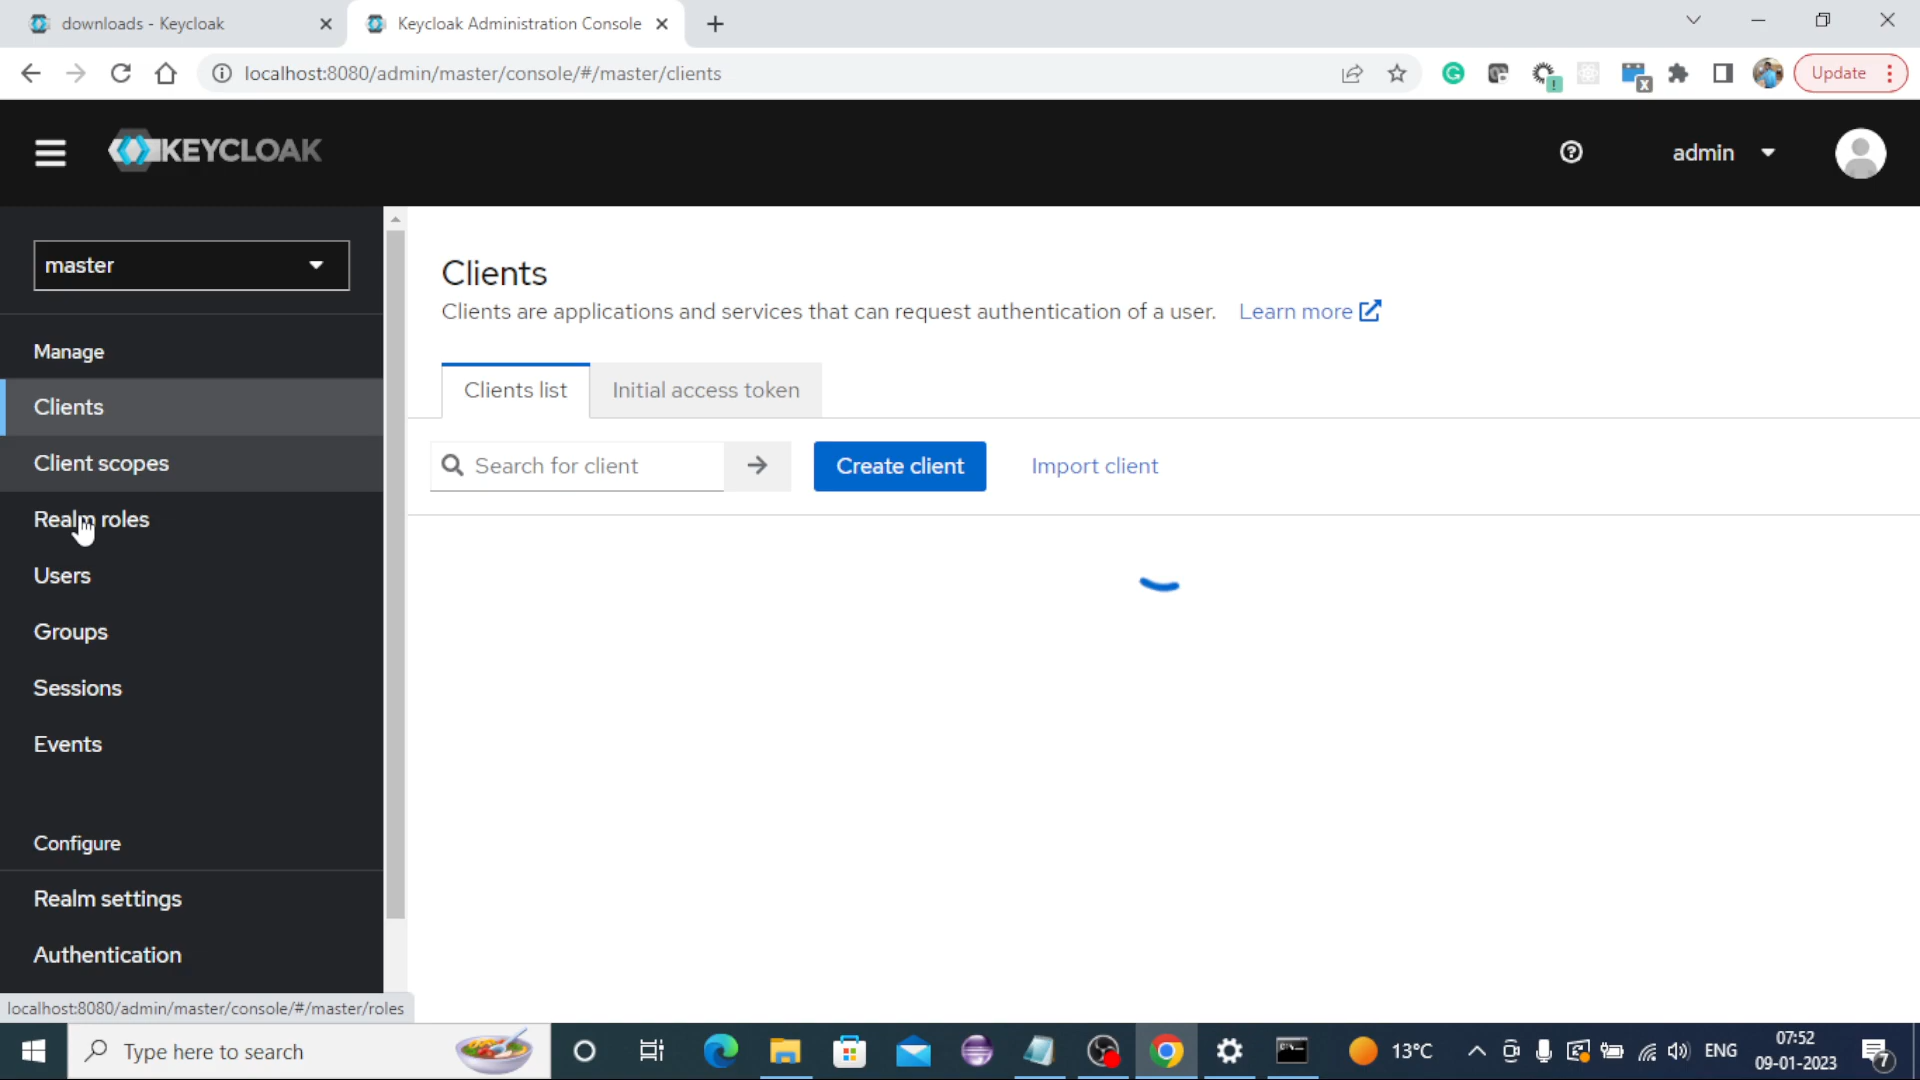 downloads - Keycloak
Keycloak Administration Console
localhost:8080/admin/master/console/#/master/clients
Update
KEYCLOAK
admin
master
Manage
Clients
Client scopes
Realm roles
Users
Groups
Sessions
Events
Configure
Realm settings
Authentication
Clients
Clients are applications and services that can request authentication of a user. Learn more
Clients list
Initial access token
Search for client
Create client
Import client
localhost:8080/admin/master/console/#/master/roles
Type here to search
13°C
ENG
07:52
09-01-2023
7